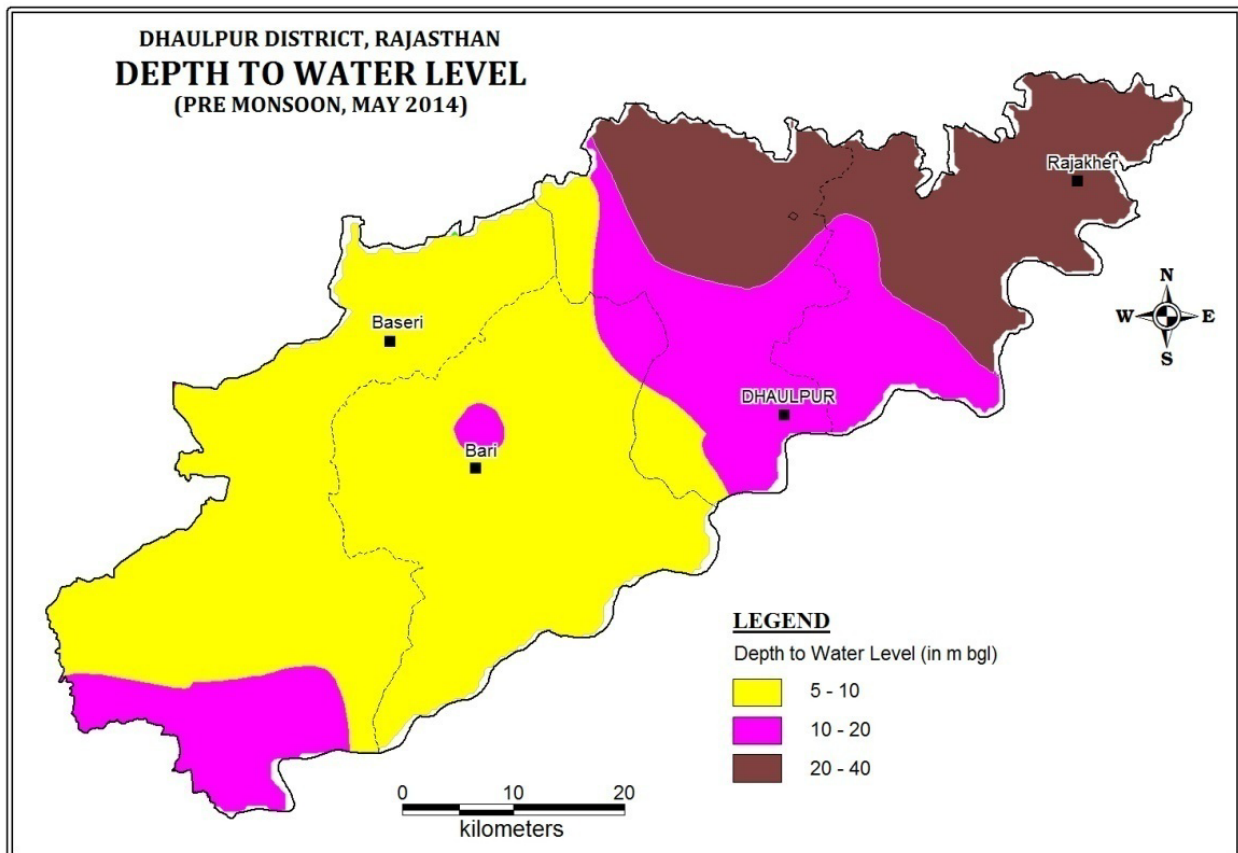 DHAULPUR DISTRICT, RAJASTHAN
DEPTH TO WATER LEVEL
(PRE MONSOON, MAY 2014)
Rajakher
N
W E
S
Baseri
DHAULPUR
Bari
LEGEND
Depth to Water Level (in m bgl)
5 - 10
10 - 20
20 - 40
0 10 20
kilometers